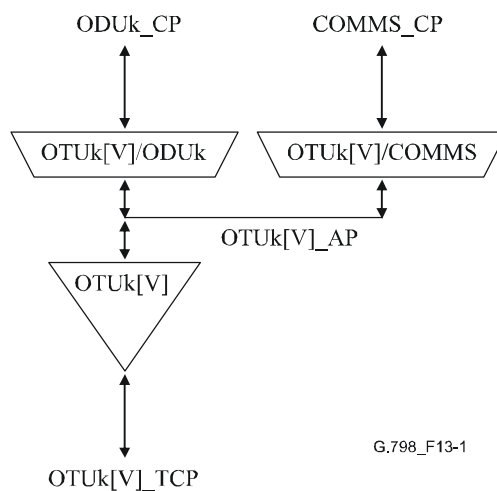 ODUk_CP
COMMS_CP
OTUk[V]/ODUk
OTUk[V]/COMMS
OTUk[V]_AP
OTUk[V]
G.798_F13-1
OTUk[V]_TCP